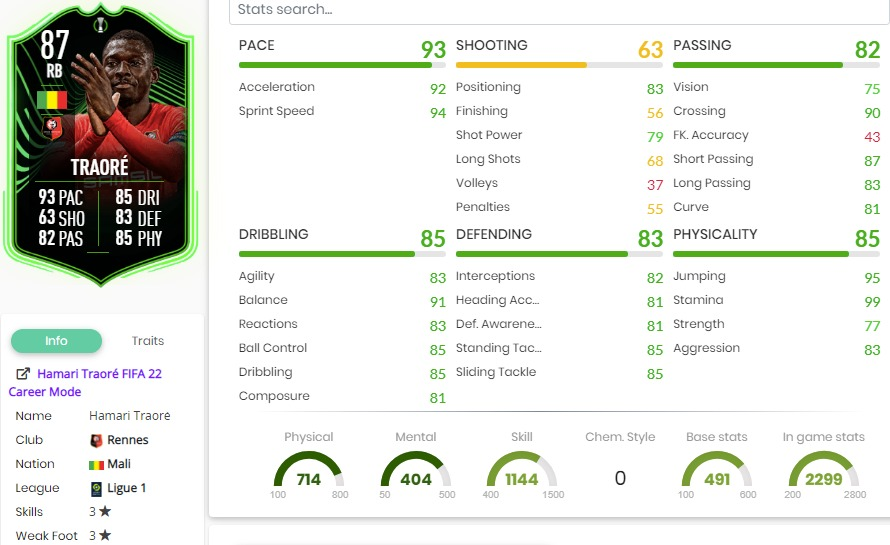 87
RB
TRAORÉ
93 PAC 85 DRI
63 SHO 83 DEF
82 PAS 85 PHY
Info Traits
Hamari Traoré FIFA 22
Career Mode
Name Hamari Traoré
Club Rennes
Nation Mali
League Ligue 1
Skills 3 ★
Weak Foot 3 ★
Stats search...
PACE 93
Acceleration 92
Sprint Speed 94
SHOOTING 63
Positioning 83
Finishing 56
Shot Power 79
Long Shots 68
Volleys 37
Penalties 55
PASSING 82
Vision 75
Crossing 90
FK. Accuracy 43
Short Passing 87
Long Passing 83
Curve 81
DRIBBLING 85
Agility 83
Balance 91
Reactions 83
Ball Control 85
Dribbling 85
Composure 81
DEFENDING 83
Interceptions 82
Heading Acc... 81
Def. Awarene... 81
Standing Tac... 85
Sliding Tackle 85
PHYSICALITY 85
Jumping 95
Stamina 99
Strength 77
Aggression 83
Physical
714
100 800
Mental
404
50 500
Skill
1144
400 1500
Chem. Style
0
Base stats
491
100 600
In game stats
2299
200 2800